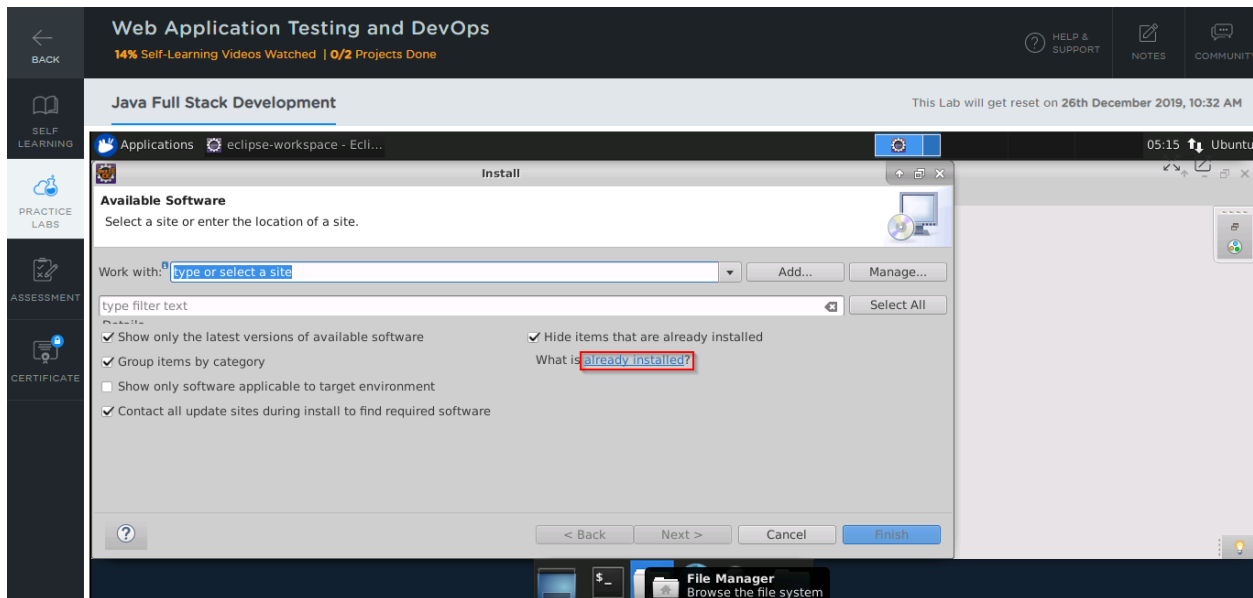 BACK
Web Application Testing and DevOps
14% Self-Learning Videos Watched | 0/2 Projects Done
HELP & SUPPORT
NOTES
COMMUNIT
SELF LEARNING
PRACTICE LABS
ASSESSMENT
CERTIFICATE
Java Full Stack Development
This Lab will get reset on 26th December 2019, 10:32 AM
Applications eclipse-workspace - Ecli...
05:15 Ubuntu
Install
Available Software
Select a site or enter the location of a site.
Work with: type or select a site
Add...
Manage...
type filter text
Select All
Details
Show only the latest versions of available software
Hide items that are already installed
Group items by category
What is already installed?
Show only software applicable to target environment
Contact all update sites during install to find required software
?
< Back
Next >
Cancel
Finish
$_
File Manager
Browse the file system